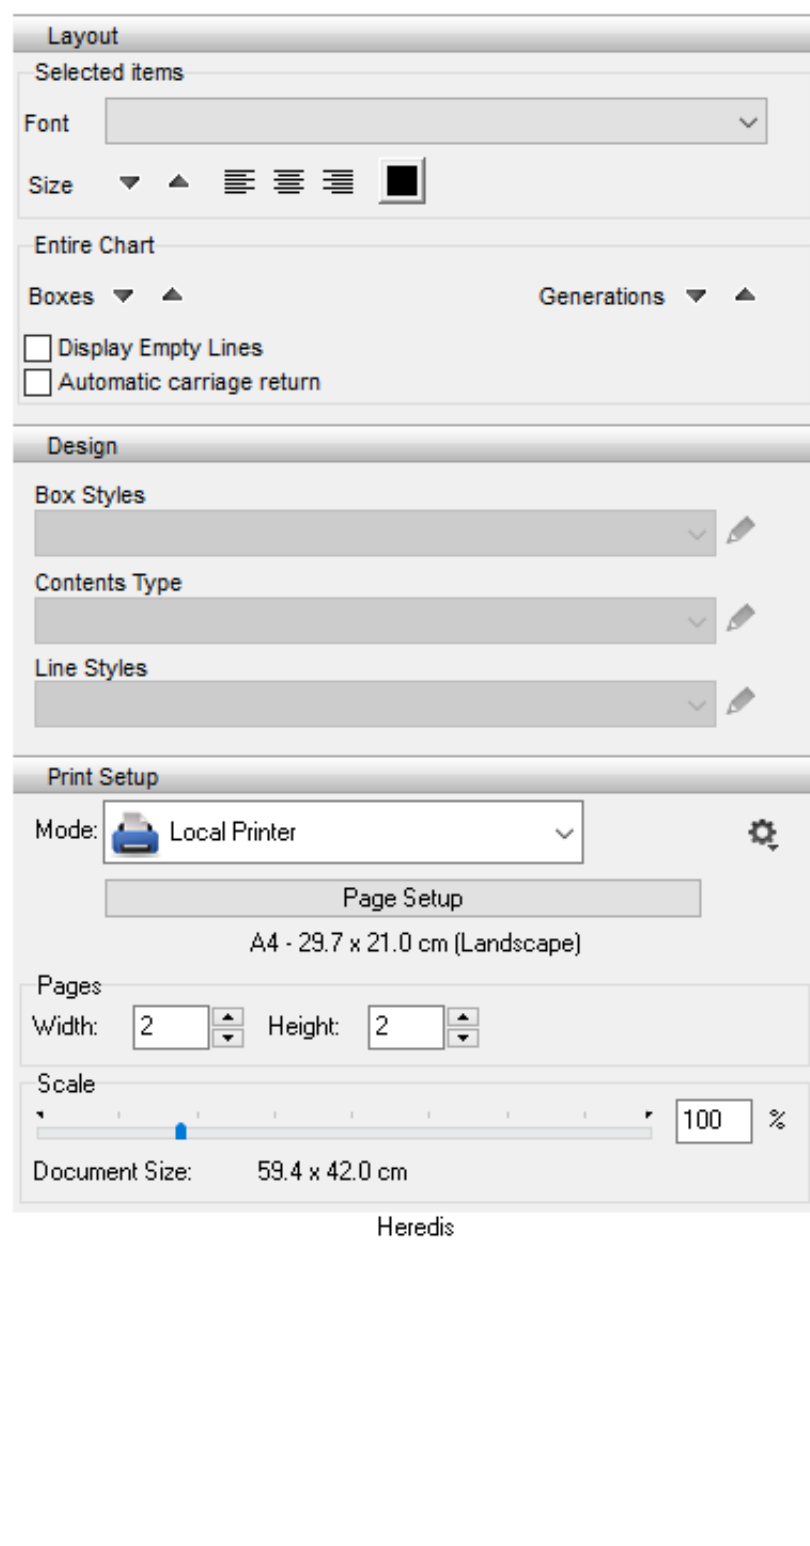 Layout
Selected items
Font
Size
Entire Chart
Boxes Generations
Display Empty Lines
Automatic carriage return
Design
Box Styles
Contents Type
Line Styles
Print Setup
Mode: Local Printer
Page Setup
A4 - 29.7 x 21.0 cm (Landscape)
Pages
Width: 2 Height: 2
Scale
100 %
Document Size: 59.4 x 42.0 cm
Heredis